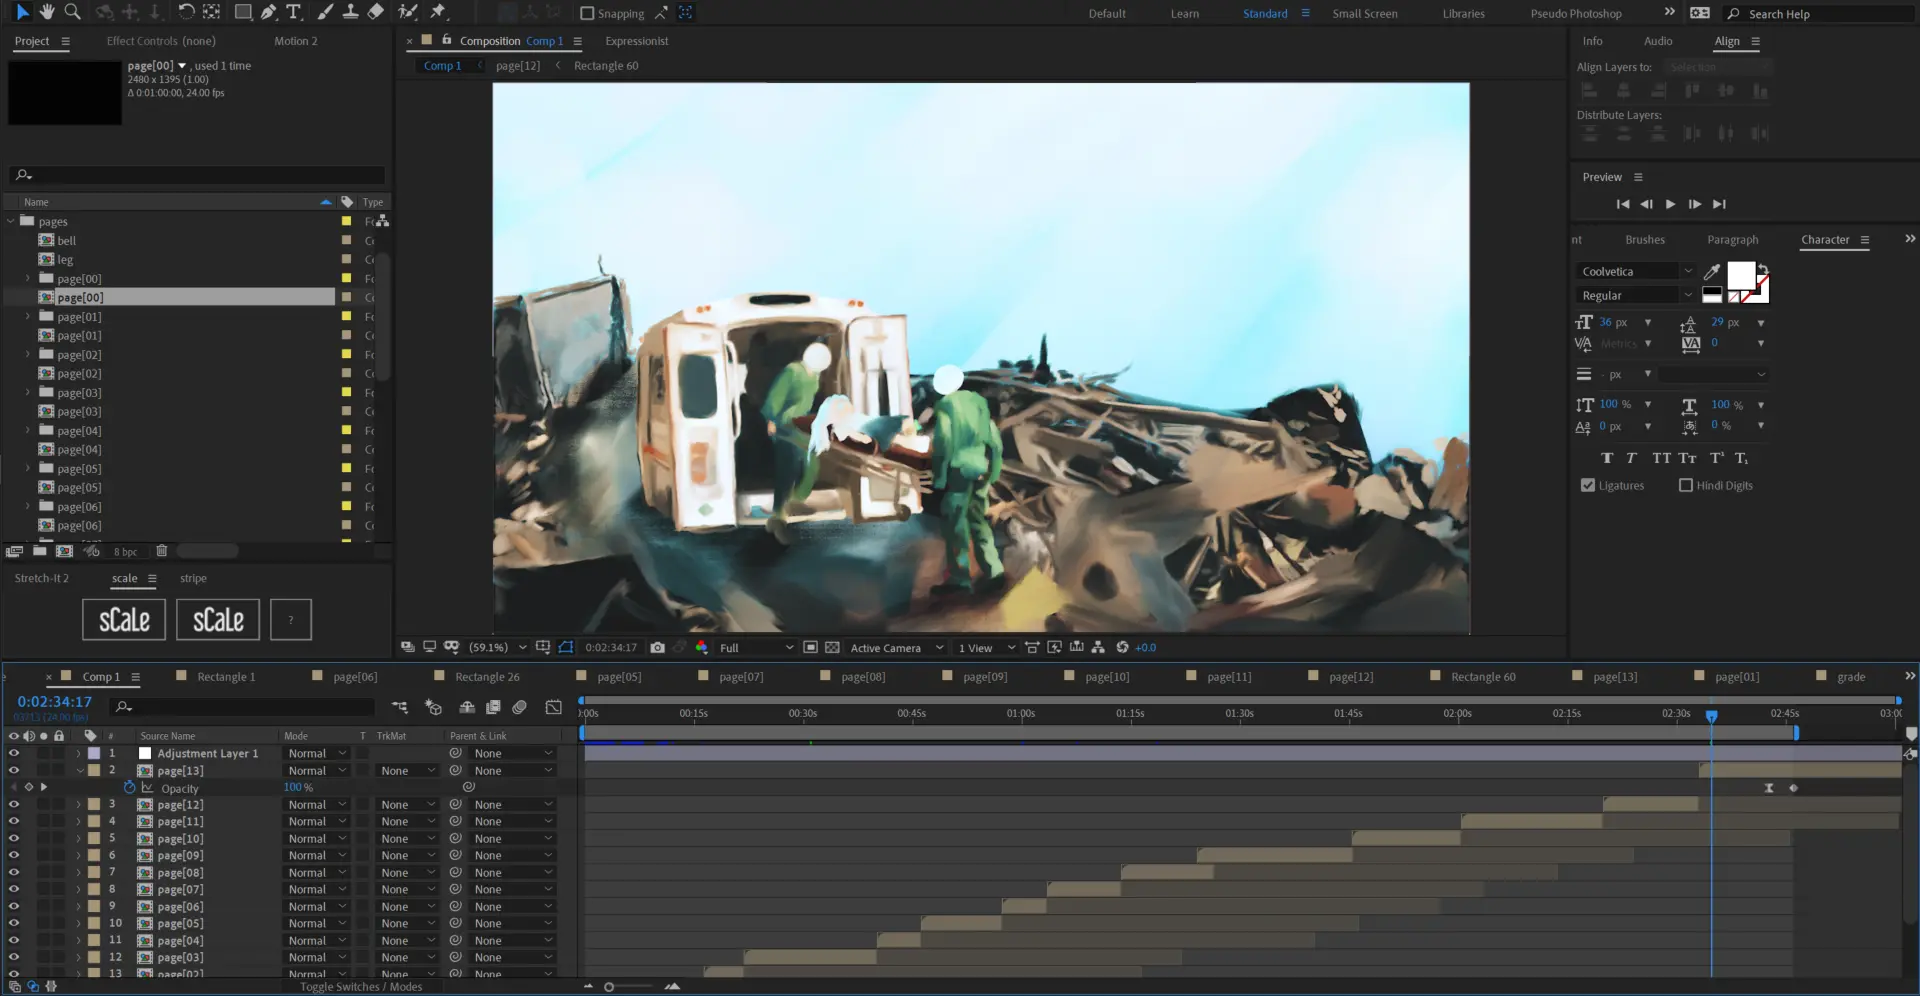 Snapping
Default
Learn
Standard
Small Screen
Libraries
Pseudo Photoshop
Search Help
Project
Effect Controls (none)
Motion 2
Composition Comp 1
Expressionist
Comp 1
page[12]
Rectangle 60
Info
Audio
Align
page[00] , used 1 time
2480 x 1395 (1.00)
Δ 0:01:00:00, 24.00 fps
Align Layers to:
Selection
Distribute Layers:
Preview
Name
Type
pages
bell
leg
page[00]
page[00]
page[01]
page[01]
page[02]
page[02]
page[03]
page[03]
page[04]
page[04]
page[05]
page[05]
page[06]
page[06]
8 bpc
nt
Brushes
Paragraph
Character
Coolvetica
Regular
36 px
29 px
Metrics
0
- px
100 %
100 %
0 px
0 %
Ligatures
Hindi Digits
Stretch-It 2
scale
stripe
sCaLe
sCaLe
?
(59.1%)
0:02:34:17
Full
Active Camera
1 View
+0.0
Comp 1
Rectangle 1
page[06]
Rectangle 26
page[05]
page[07]
page[08]
page[09]
page[10]
page[11]
page[12]
Rectangle 60
page[13]
page[01]
grade
0:02:34:17
03713 (24.00 fps)
:00s
00:15s
00:30s
00:45s
01:00s
01:15s
01:30s
01:45s
02:00s
02:15s
02:30s
02:45s
03:00
#
Source Name
Mode
T
TrkMat
Parent & Link
1 Adjustment Layer 1 Normal None
2 page[13] Normal None None
Opacity 100 %
3 page[12] Normal None None
4 page[11] Normal None None
5 page[10] Normal None None
6 page[09] Normal None None
7 page[08] Normal None None
8 page[07] Normal None None
9 page[06] Normal None None
10 page[05] Normal None None
11 page[04] Normal None None
12 page[03] Normal None None
13 page[02] Normal None None
Toggle Switches / Modes